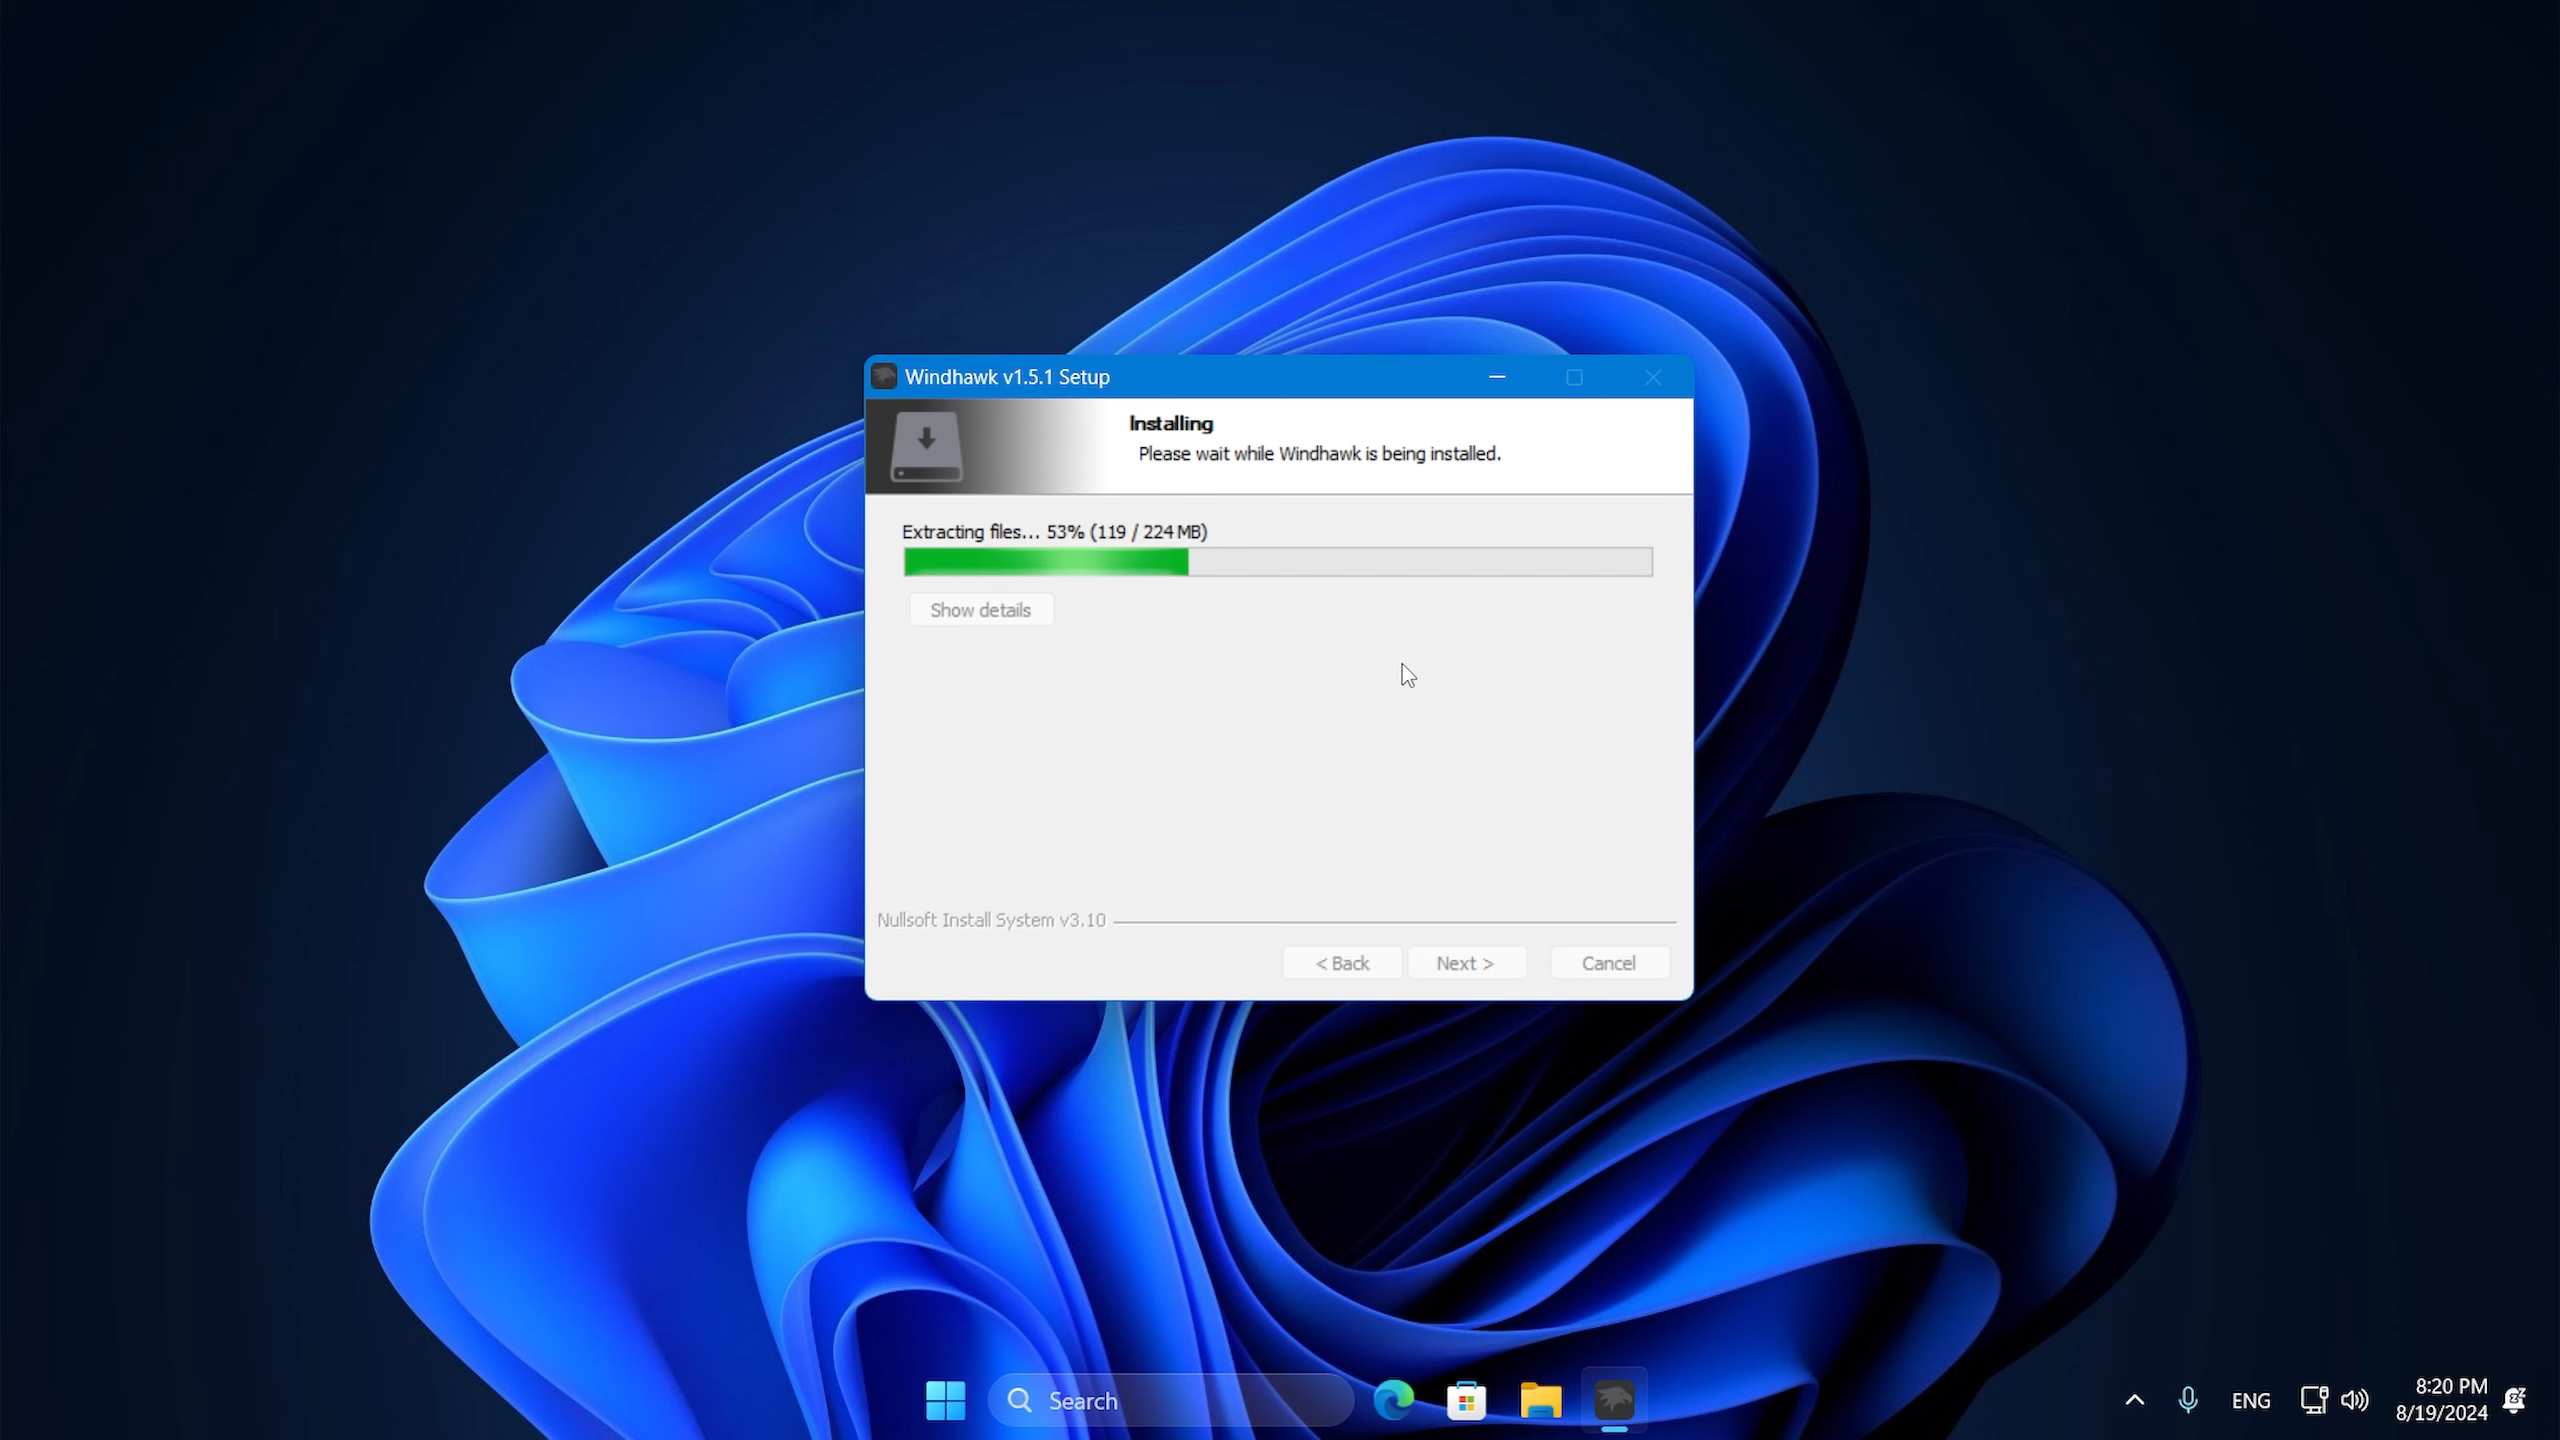 Windhawk v1.5.1 Setup
Installing
Please wait while Windhawk is being installed.
Extracting files... 53% (119 / 224 MB)
Show details
Nullsoft Install System v3.10
< Back
Next >
Cancel
Search
ENG
8:20 PM
8/19/2024